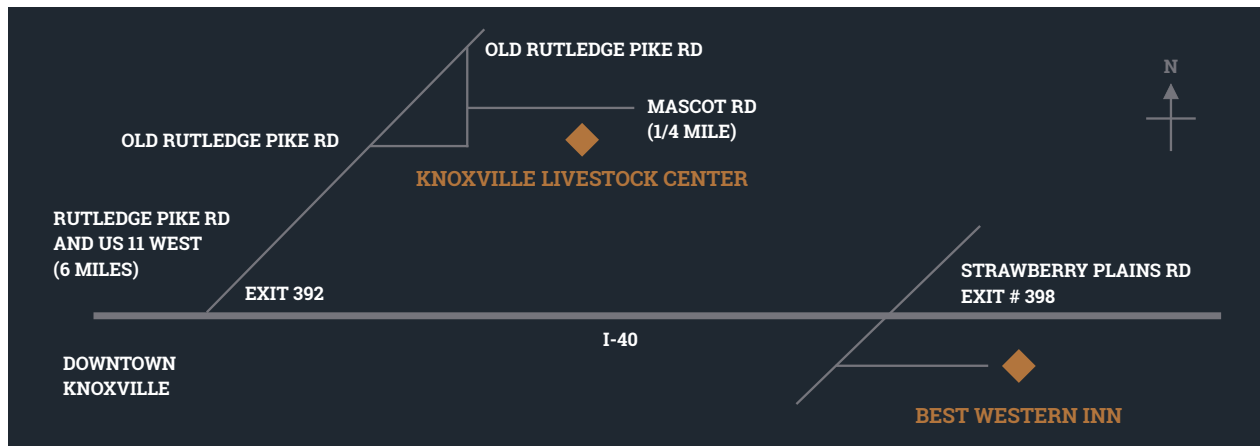 OLD RUTLEDGE PIKE RD
N
MASCOT RD
(1/4 MILE)
OLD RUTLEDGE PIKE RD
KNOXVILLE LIVESTOCK CENTER
RUTLEDGE PIKE RD
AND US 11 WEST
(6 MILES)
EXIT 392
STRAWBERRY PLAINS RD
EXIT # 398
I-40
DOWNTOWN
KNOXVILLE
BEST WESTERN INN